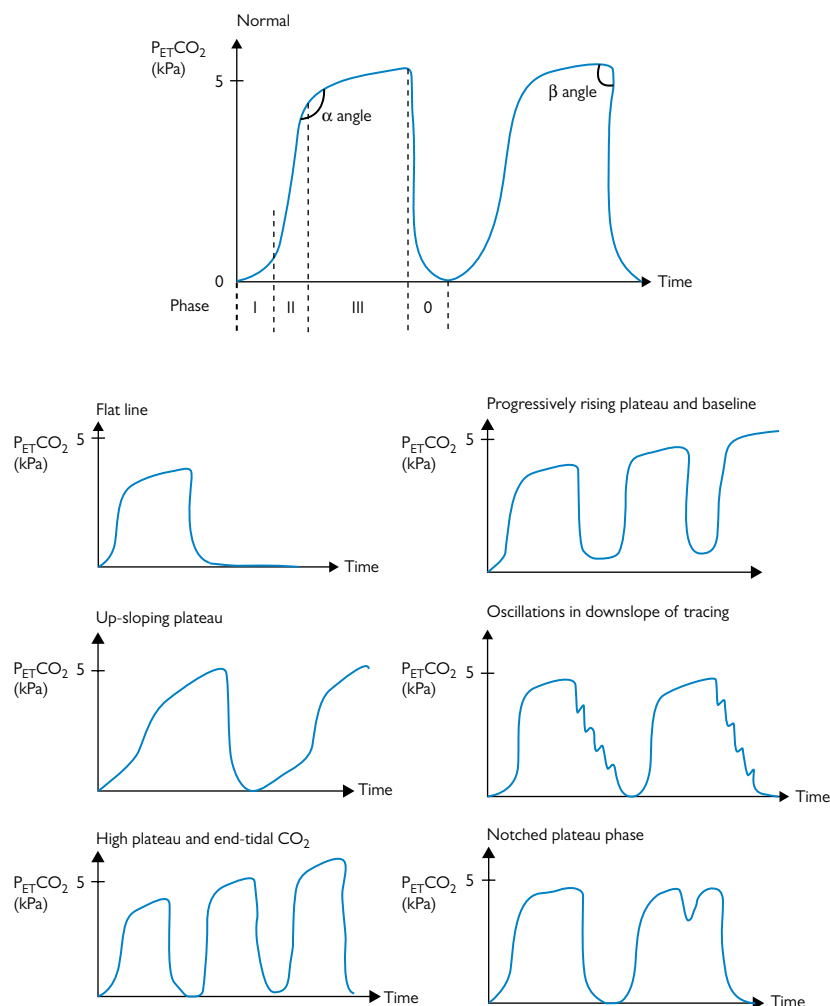 Normal
PETCO2
(kPa)
5
α angle
β angle
0
Time
Phase
I
II
III
0
Flat line
PETCO2
(kPa)
5
Time
Progressively rising plateau and baseline
PETCO2
(kPa)
5
Up-sloping plateau
PETCO2
(kPa)
5
Time
Oscillations in downslope of tracing
PETCO2
(kPa)
5
Time
High plateau and end-tidal CO2
PETCO2
(kPa)
5
Time
Notched plateau phase
PETCO2
(kPa)
5
Time